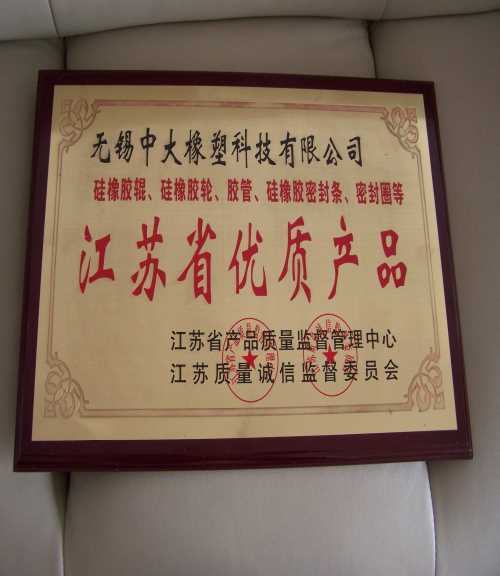 无锡中大橡塑科技有限公司
硅橡胶辊、硅橡胶轮、胶管、硅橡胶密封条、密封圈等
江苏省优质产品
江苏省产品质量监督管理中心
江苏质量诚信监督委员会